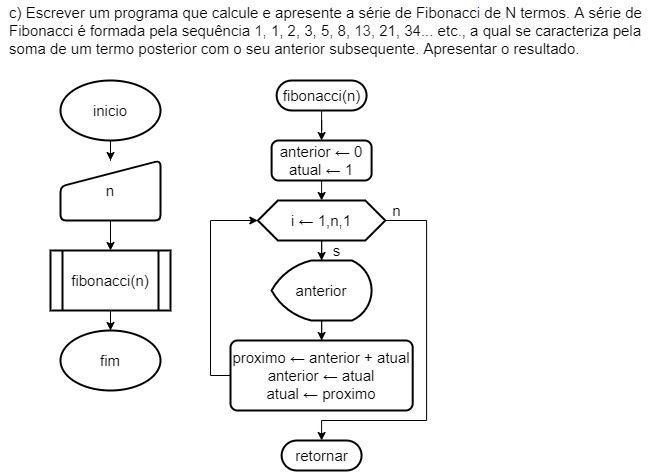 c) Escrever um programa que calcule e apresente a série de Fibonacci de N termos. A série de
Fibonacci é formada pela sequência 1, 1, 2, 3, 5, 8, 13, 21, 34... etc., a qual se caracteriza pela
soma de um termo posterior com o seu anterior subsequente. Apresentar o resultado.
inicio
n
fibonacci(n)
fim
fibonacci(n)
anterior ← 0
atual ← 1
i ← 1,n,1
n
s
anterior
proximo ← anterior + atual
anterior ← atual
atual ← proximo
retornar